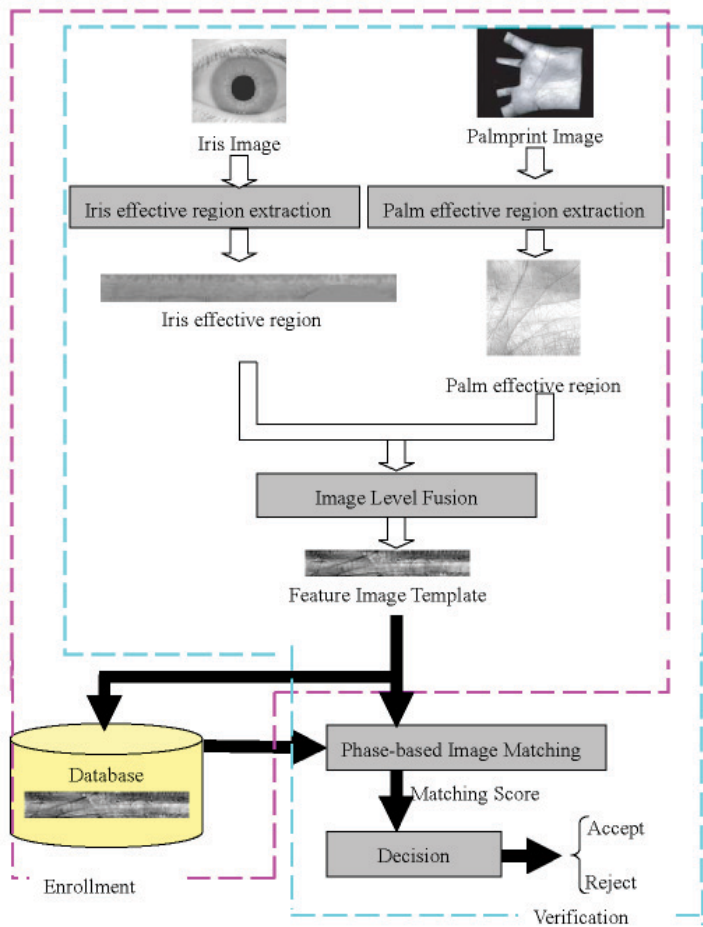 Iris Image
Palmprint Image
Iris effective region extraction
Palm effective region extraction
Iris effective region
Palm effective region
Image Level Fusion
Feature Image Template
Database
Phase-based Image Matching
Matching Score
Decision
Accept
Reject
Enrollment
Verification